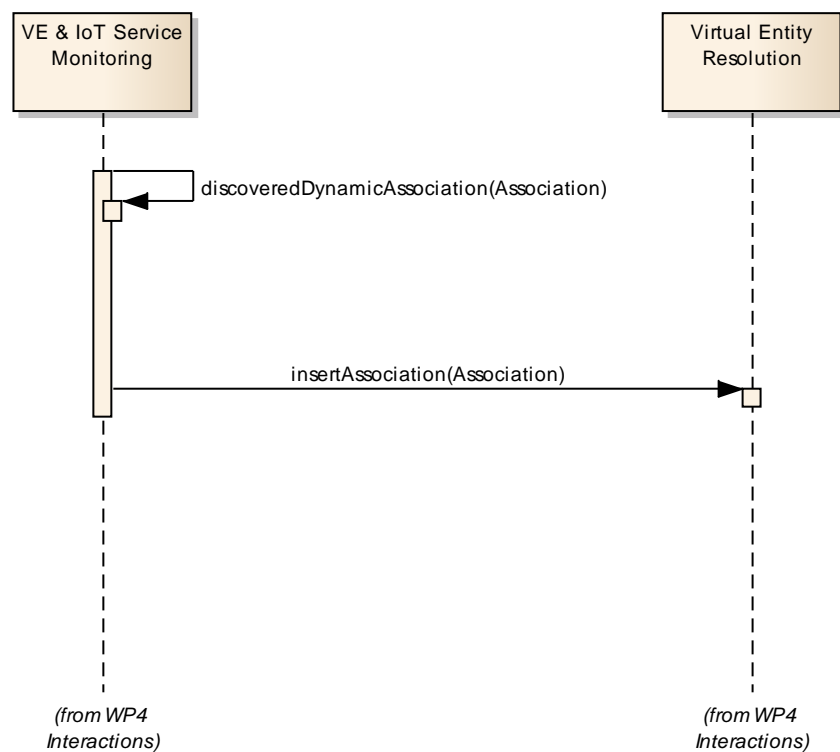 VE & IoT Service
Monitoring
Virtual Entity
Resolution
discoveredDynamicAssociation(Association)
insertAssociation(Association)
(from WP4
Interactions)
(from WP4
Interactions)